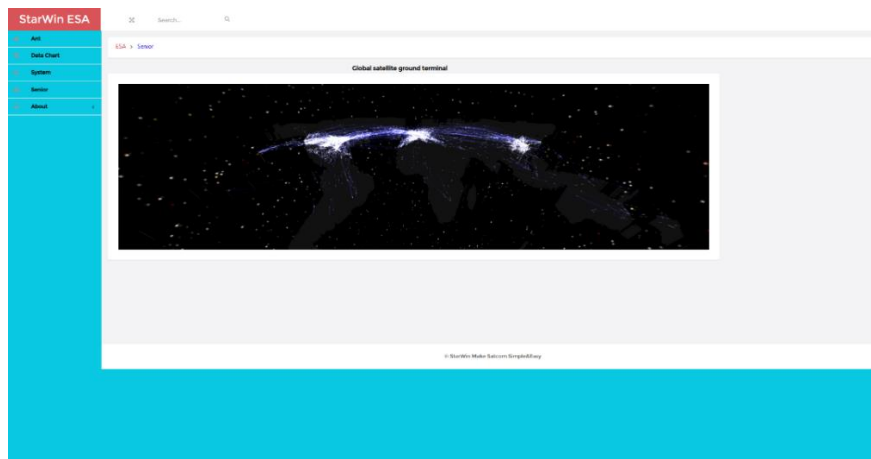 StarWin ESA
Search..
Ant
Data Chart
System
Senior
About
ESA > Senior
Global satellite ground terminal
© StarWin Make Satcom Simple&Easy